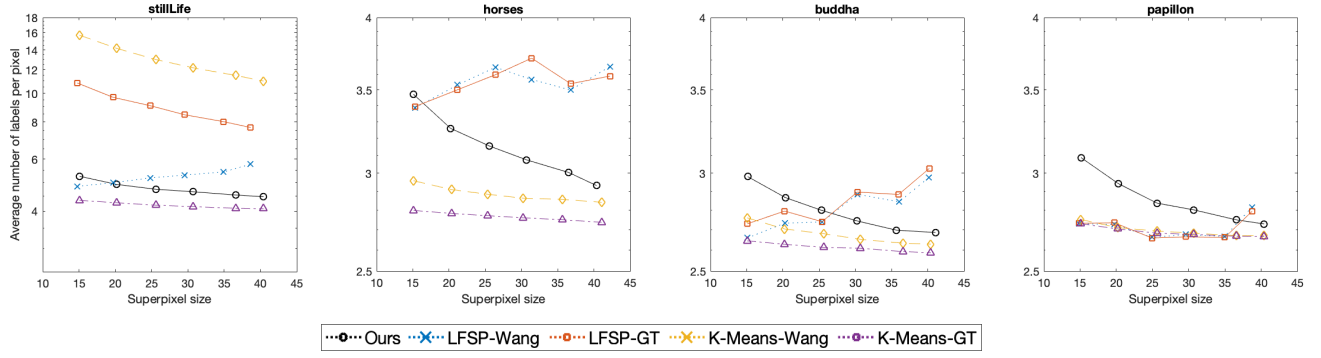 stillLife
horses
buddha
papillon
Average number of labels per pixel
18
16
14
12
10
8
6
4
10 15 20 25 30 35 40 45
Superpixel size
4
3.5
3
2.5
10 15 20 25 30 35 40 45
Superpixel size
4
3.5
3
2.5
10 15 20 25 30 35 40 45
Superpixel size
4
3.5
3
2.5
10 15 20 25 30 35 40 45
Superpixel size
Ours LFSP-Wang LFSP-GT K-Means-Wang K-Means-GT